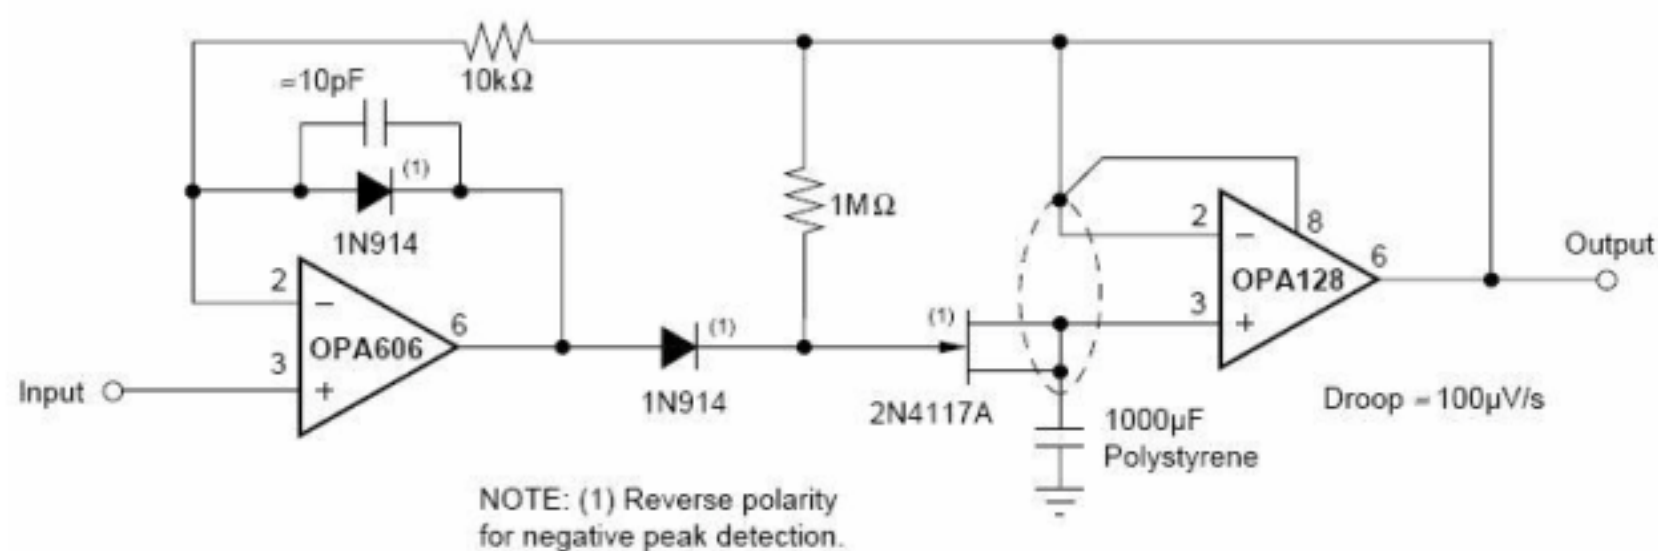 ≈10pF
10kΩ
(1)
1N914
1MΩ
2
3
6
−
+
OPA606
Input
(1)
1N914
(1)
2N4117A
2
3
8
6
−
+
OPA128
Output
Droop ≈ 100µV/s
1000µF
Polystyrene
NOTE: (1) Reverse polarity
for negative peak detection.